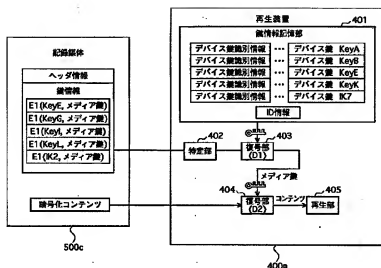 記録媒体
ヘッダ情報
鍵情報
E1(KeyE, メディア鍵)
E1(KeyG, メディア鍵)
E1(KeyI, メディア鍵)
E1(KeyL, メディア鍵)
E1(IK2, メディア鍵)
暗号化コンテンツ
500c
再生装置
401
鍵情報記憶部
デバイス鍵識別情報 … デバイス鍵 KeyA
デバイス鍵識別情報 … デバイス鍵 KeyB
デバイス鍵識別情報 … デバイス鍵 KeyE
デバイス鍵識別情報 … デバイス鍵 KeyK
デバイス鍵識別情報 … デバイス鍵 IK7
ID情報
402
403
特定部
復号部
(D1)
メディア鍵
404
コンテンツ
405
復号部
(D2)
再生部
400a